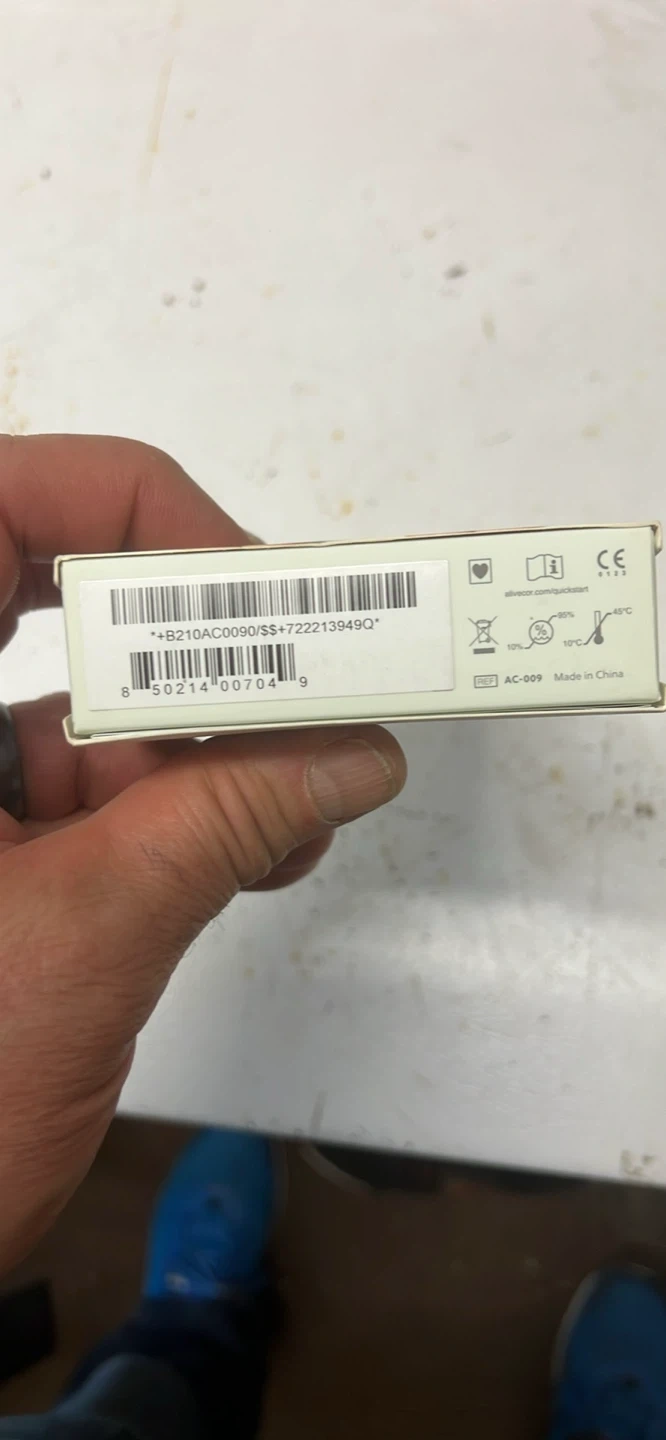 *+B210AC0090/$$+722213949Q*
8 50214 00704 9
CE
0123
alivecor.com/quickstart
10% % 95%
10°C 45°C
REF AC-009 Made in China